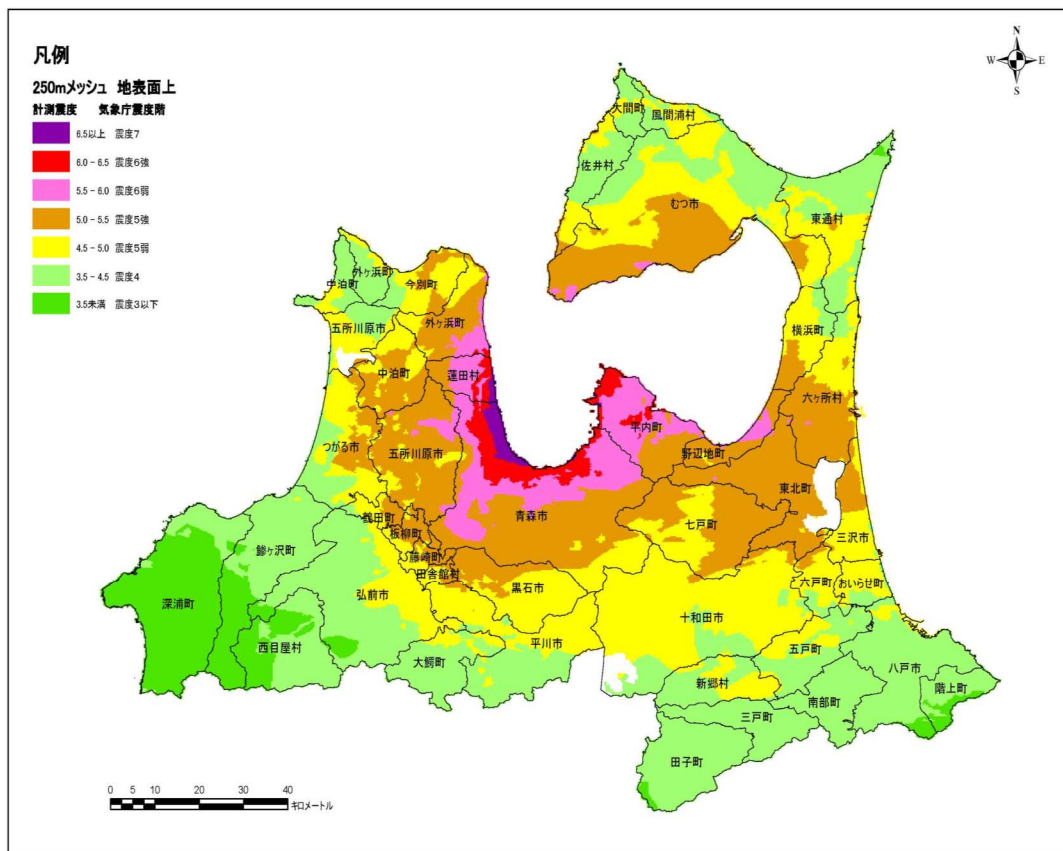 凡例
250mメッシュ 地表面上
計測震度 気象庁震度階
6.5以上 震度7
6.0 - 6.5 震度6強
5.5 - 6.0 震度6弱
5.0 - 5.5 震度5強
4.5 - 5.0 震度5弱
3.5 - 4.5 震度4
3.5未満 震度3以下
N
W E
S
大間町
風間浦村
佐井村
むつ市
東通村
外ヶ浜町
中泊町
今別町
五所川原市
外ヶ浜町
横浜町
蓬田村
中泊町
六ヶ所村
平内町
つがる市
五所川原市
野辺地町
東北町
青森市
鶴田町
七戸町
板柳町
三沢市
鰺ヶ沢町
藤崎町
田舎館村
黒石市
六戸町
おいらせ町
弘前市
深浦町
十和田市
西目屋村
平川市
五戸町
大鰐町
八戸市
新郷村
階上町
南部町
三戸町
田子町
0 5 10 20 30 40
キロメートル